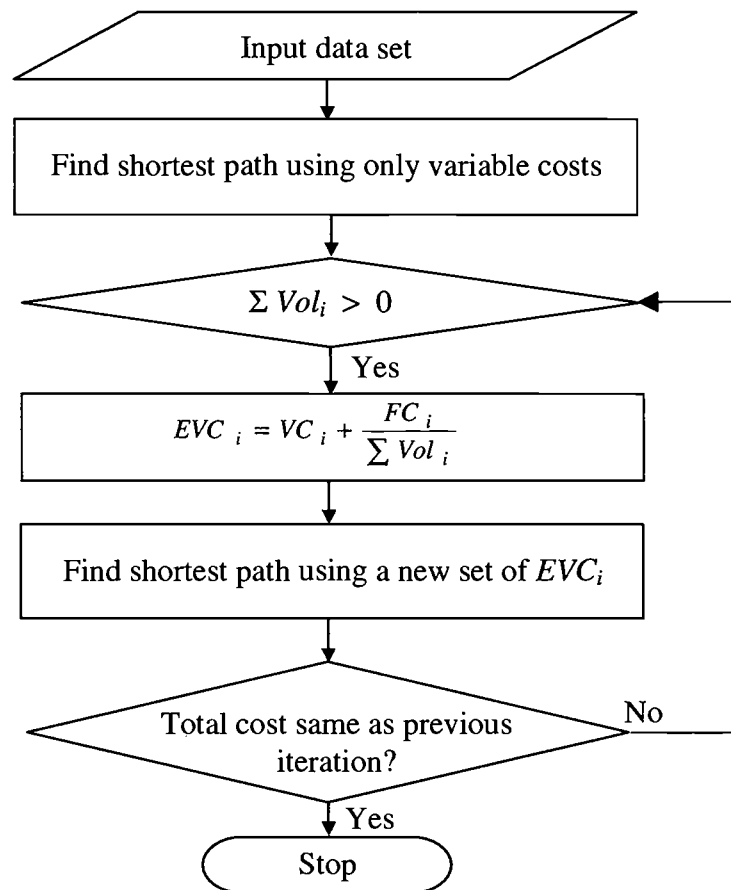 Input data set
Find shortest path using only variable costs
Σ Vol_i > 0
Yes
EVC_i = VC_i + FC_i / ∑ Vol_i
Find shortest path using a new set of EVC_i
No
Total cost same as previous
iteration?
Yes
Stop